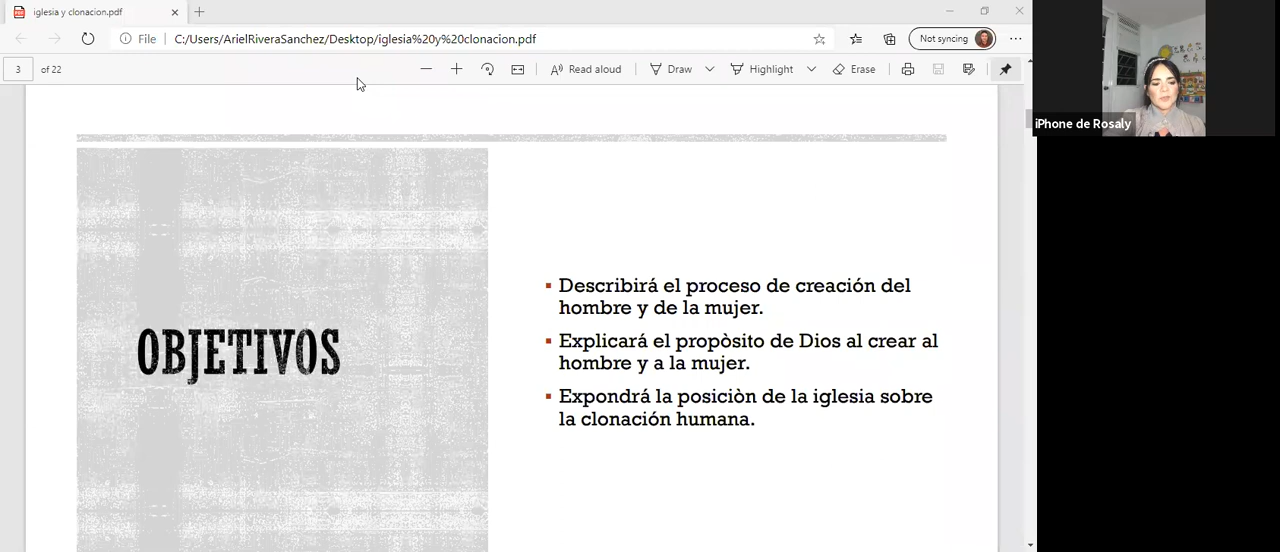 iglesia y clonacion.pdf
File
C:/Users/ArielRiveraSanchez/Desktop/iglesia%20y%20clonacion.pdf
Not syncing
3 of 22
Read aloud
Draw
Highlight
Erase
iPhone de Rosaly
OBJETIVOS
▪ Describirá el proceso de creación del
hombre y de la mujer.
▪ Explicará el propòsito de Dios al crear al
hombre y a la mujer.
▪ Expondrá la posiciòn de la iglesia sobre
la clonación humana.